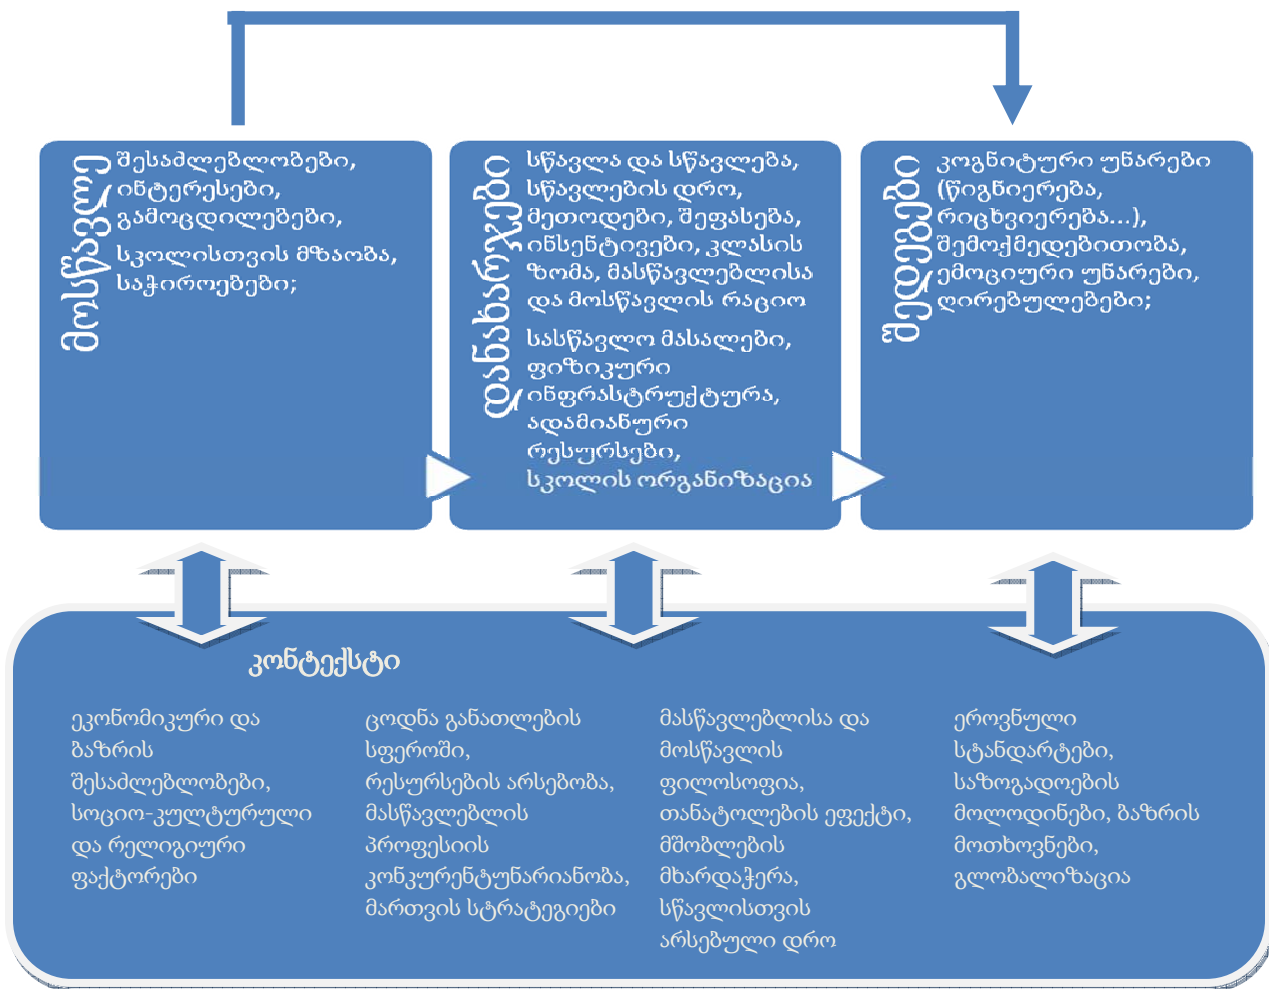 მოსწავლე
შესაძლებლობები,
ინტერესები,
გამოცდილებები,
სკოლისთვის მზაობა,
საჭიროებები;
დანახარჯები
სწავლა და სწავლება,
სწავლების დრო,
მეთოდები, შეფასება,
ინსენტივები, კლასის
ზომა, მასწავლებლისა
და მოსწავლის რაციო
სასწავლო მასალები,
ფიზიკური
ინფრასტრუქტურა,
ადამიანური
რესურსები,
სკოლის ორგანიზაცია
შედეგები
კოგნიტური უნარები
(წიგნიერება,
რიცხვიერება...),
შემოქმედებითობა,
ემოციური უნარები,
ღირებულებები;
კონტექსტი
ეკონომიკური და
ბაზრის
შესაძლებლობები,
სოციო-კულტურული
და რელიგიური
ფაქტორები
ცოდნა განათლების
სფეროში,
რესურსების არსებობა,
მასწავლებლის
პროფესიის
კონკურენტუნარიანობა,
მართვის სტრატეგიები
მასწავლებლისა და
მოსწავლის
ფილოსოფია,
თანატოლების ეფექტი,
მშობლების
მხარდაჭერა,
სწავლისთვის
არსებული დრო
ეროვნული
სტანდარტები,
საზოგადოების
მოლოდინები, ბაზრის
მოთხოვნები,
გლობალიზაცია